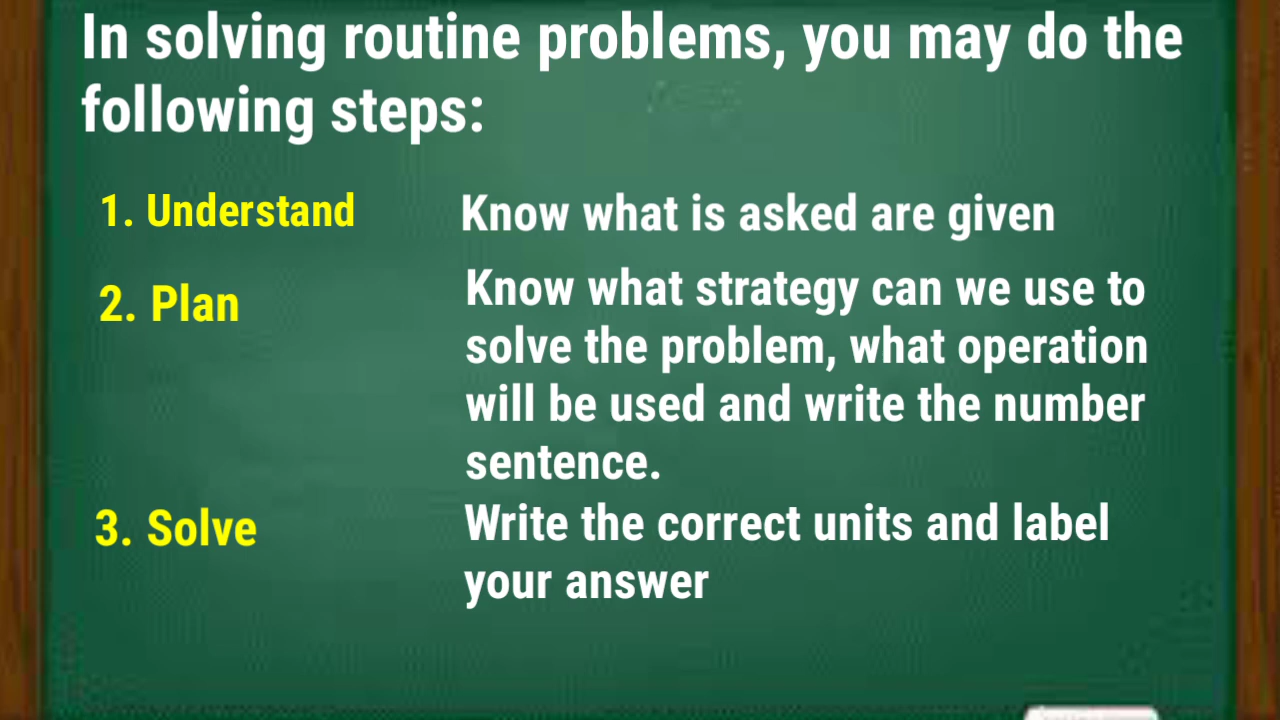 In solving routine problems, you may do the
following steps:
1. Understand
Know what is asked are given
2. Plan
Know what strategy can we use to
solve the problem, what operation
will be used and write the number
sentence.
3. Solve
Write the correct units and label
your answer